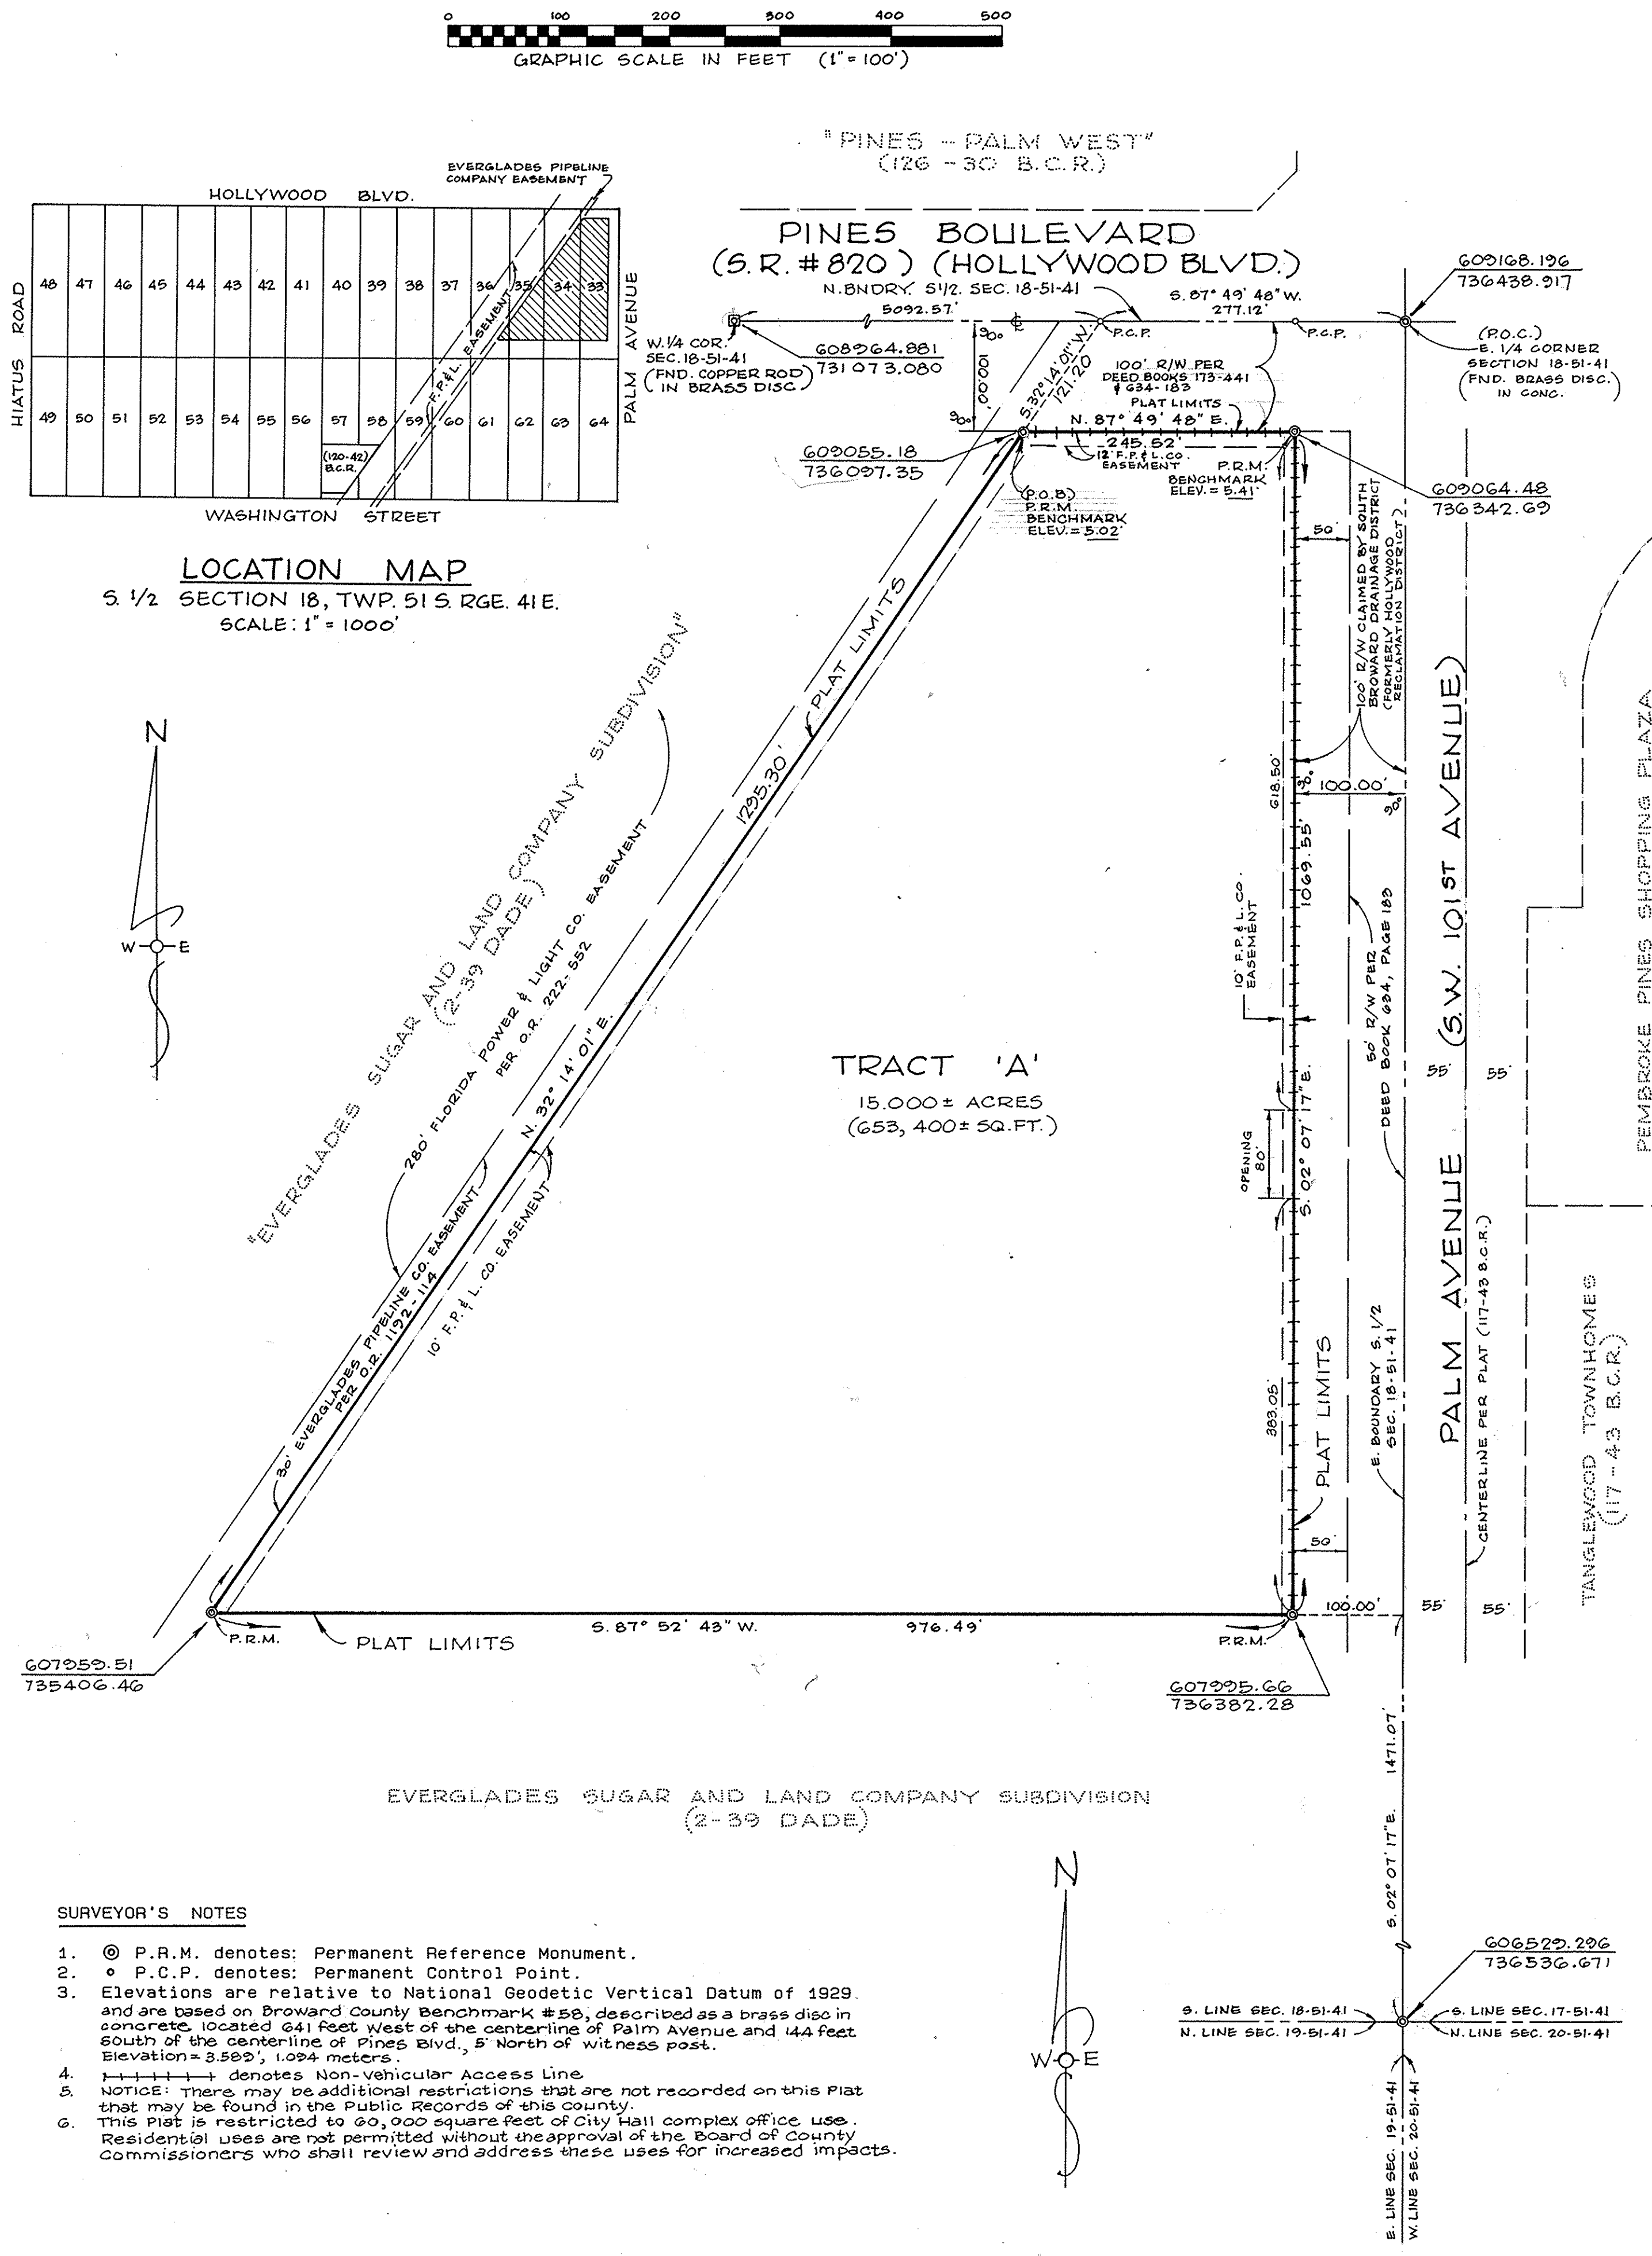 0 100 200 300 400 500
GRAPHIC SCALE IN FEET (1"=100')
"PINES - PALM WEST"
(126-30 B.C.R.)
EVERGLADES PIPELINE
COMPANY EASEMENT
HOLLYWOOD BLVD.
HIATUS ROAD
48 47 46 45 44 43 42 41 40 39 38 37 36 35 34 33
F.P.& L. EASEMENT
49 50 51 52 53 54 55 56 57 58 59 60 61 62 63 64
(120-42)
B.C.R.
PALM AVENUE
WASHINGTON STREET
LOCATION MAP
S. 1/2 SECTION 18, TWP. 51 S. RGE. 41 E.
SCALE: 1" = 1000'
PINES BOULEVARD
(S.R. #820) (HOLLYWOOD BLVD.)
N. BNDRY. S1/2. SEC. 18-51-41
5092.57'
S. 87° 49' 48" W.
277.12'
P.C.P.
P.C.P.
609168.196
736438.917
(P.O.C.)
E. 1/4 CORNER
SECTION 18-51-41
(FND. BRASS DISC.)
IN CONC.
W. 1/4 COR.
SEC. 18-51-41
(FND. COPPER ROD)
(IN BRASS DISC)
608964.881
731073.080
90°
100.00'
90°
S.32°14'01"W.
121.20
100' R/W PER
DEED BOOKS 173-441
& 634-183
PLAT LIMITS
N. 87° 49' 48" E.
245.52'
12' F.P.& L.CO.
EASEMENT
P.R.M.
BENCHMARK
ELEV. = 5.41'
609055.18
736097.35
(P.O.B.)
P.R.M.
BENCHMARK
ELEV. = 5.02'
609064.48
736342.69
50'
100' R/W CLAIMED BY SOUTH
BROWARD DRAINAGE DISTRICT
(FORMERLY HOLLYWOOD
RECLAMATION DISTRICT)
PLAT LIMITS
1295.30'
618.50'
90°
100.00'
90°
1069.55'
"EVERGLADES SUGAR AND LAND COMPANY SUBDIVISION"
(2-39 DADE)
280' FLORIDA POWER & LIGHT CO. EASEMENT
PER O.R. 222-552
N. 32° 14' 01" E.
N
W E
10' F.P.& L. CO.
EASEMENT
50' R/W PER
DEED BOOK 634, PAGE 183
PALM AVENUE (S.W. 101ST AVENUE)
55' 55'
PEMBROKE PINES SHOPPING PLAZA
TRACT 'A'
15.000± ACRES
(653, 400± SQ.FT.)
OPENING
80'
S. 02° 07' 17" E.
30' EVERGLADES PIPELINE CO. EASEMENT
PER O.R. 1192-114
10' F.P.& L. CO. EASEMENT
383.05'
PLAT LIMITS
E. BOUNDARY S. 1/2
SEC. 18-51-41
CENTERLINE PER PLAT (117-43 B.C.R.)
TANGLEWOOD TOWNHOMES
(117-43 B.C.R.)
50'
100.00'
55' 55'
P.R.M.
PLAT LIMITS
S. 87° 52' 43" W. 976.49'
P.R.M.
607959.51
735406.46
607995.66
736382.28
S. 02° 07' 17" E. 1471.07'
EVERGLADES SUGAR AND LAND COMPANY SUBDIVISION
(2-39 DADE)
N
W E
606529.296
736536.671
S. LINE SEC. 18-51-41
N. LINE SEC. 19-51-41
S. LINE SEC. 17-51-41
N. LINE SEC. 20-51-41
E. LINE SEC. 19-51-41
W. LINE SEC. 20-51-41
SURVEYOR'S NOTES
1. P.R.M. denotes: Permanent Reference Monument.
2. P.C.P. denotes: Permanent Control Point.
3. Elevations are relative to National Geodetic Vertical Datum of 1929
and are based on Broward County Benchmark #58, described as a brass disc in
concrete located 641 feet West of the centerline of Palm Avenue and 144 feet
south of the centerline of Pines Blvd., 5' North of witness post.
Elevation = 3.589', 1.094 meters.
4. denotes Non-Vehicular Access Line
5. NOTICE: There may be additional restrictions that are not recorded on this Plat
that may be found in the Public Records of this county.
6. This Plat is restricted to 60,000 square feet of City Hall complex office use.
Residential uses are not permitted without the approval of the Board of County
Commissioners who shall review and address these uses for increased impacts.